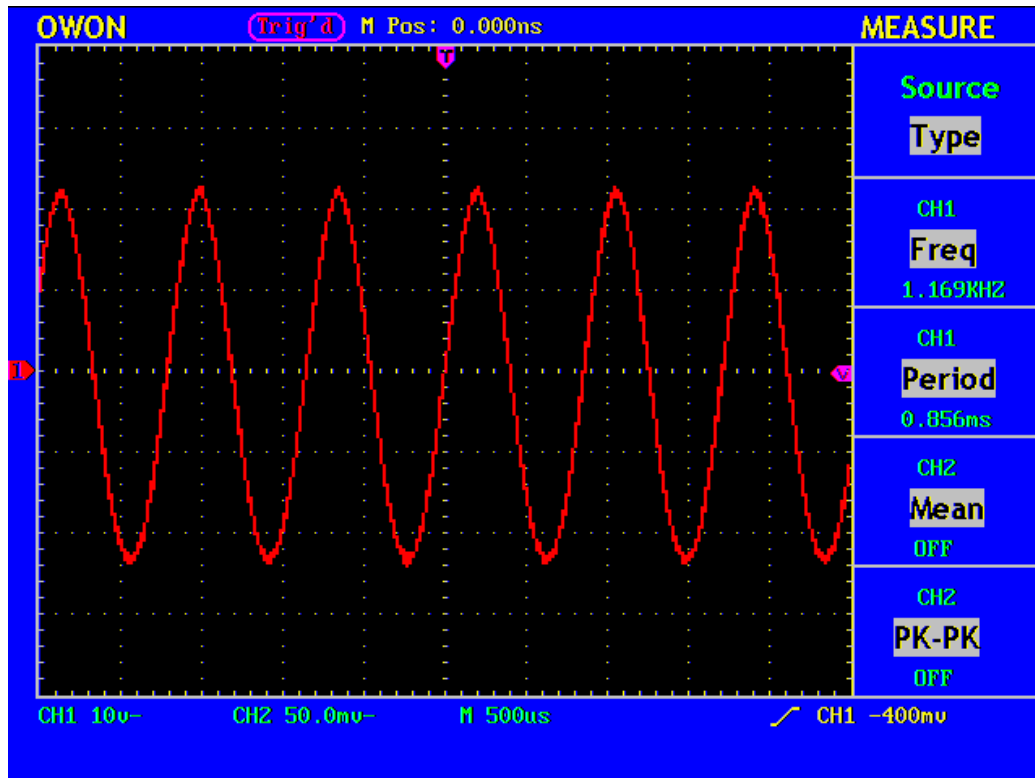 OWON Trig'd M Pos: 0.000ns MEASURE
T
Source
Type
CH1
Freq
1.169KHZ
1
V
CH1
Period
0.856ms
CH2
Mean
OFF
CH2
PK-PK
OFF
CH1 10v- CH2 50.0mv- M 500us CH1 -400mv